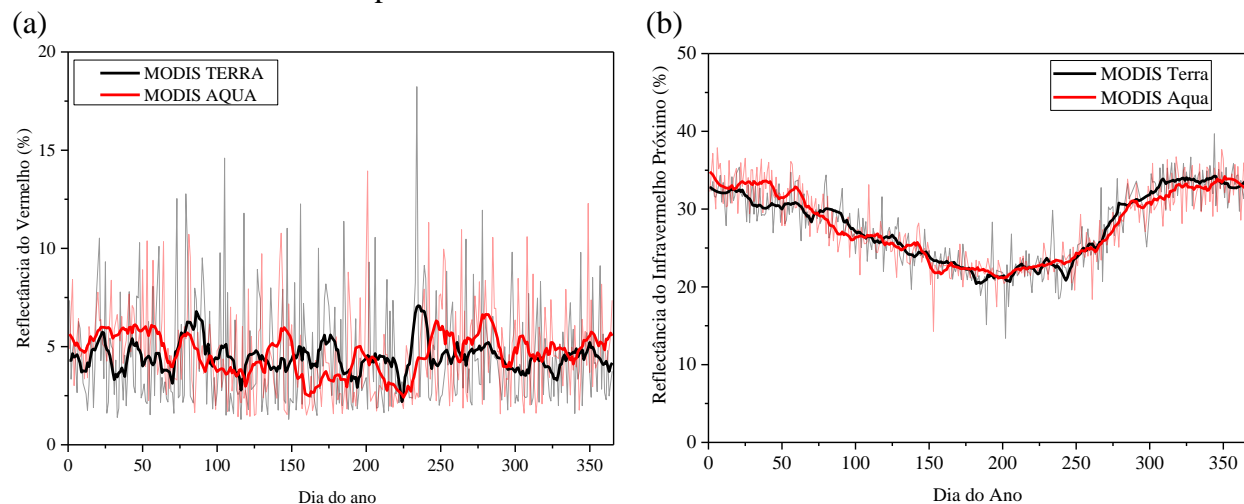 (a)
(b)
20
15
10
5
0
Reflectância do Vermelho (%)
MODIS TERRA
MODIS AQUA
0 50 100 150 200 250 300 350
Dia do ano
50
40
30
20
10
0
Reflectância do Infravermelho Próximo (%)
MODIS Terra
MODIS Aqua
0 50 100 150 200 250 300 350
Dia do Ano